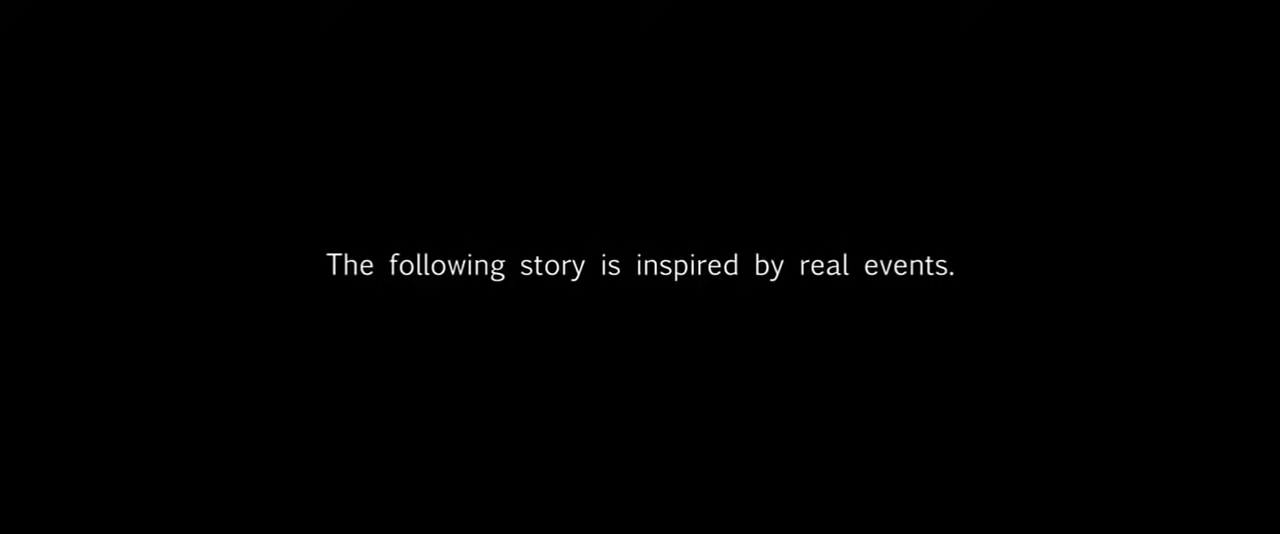 The following story is inspired by real events.